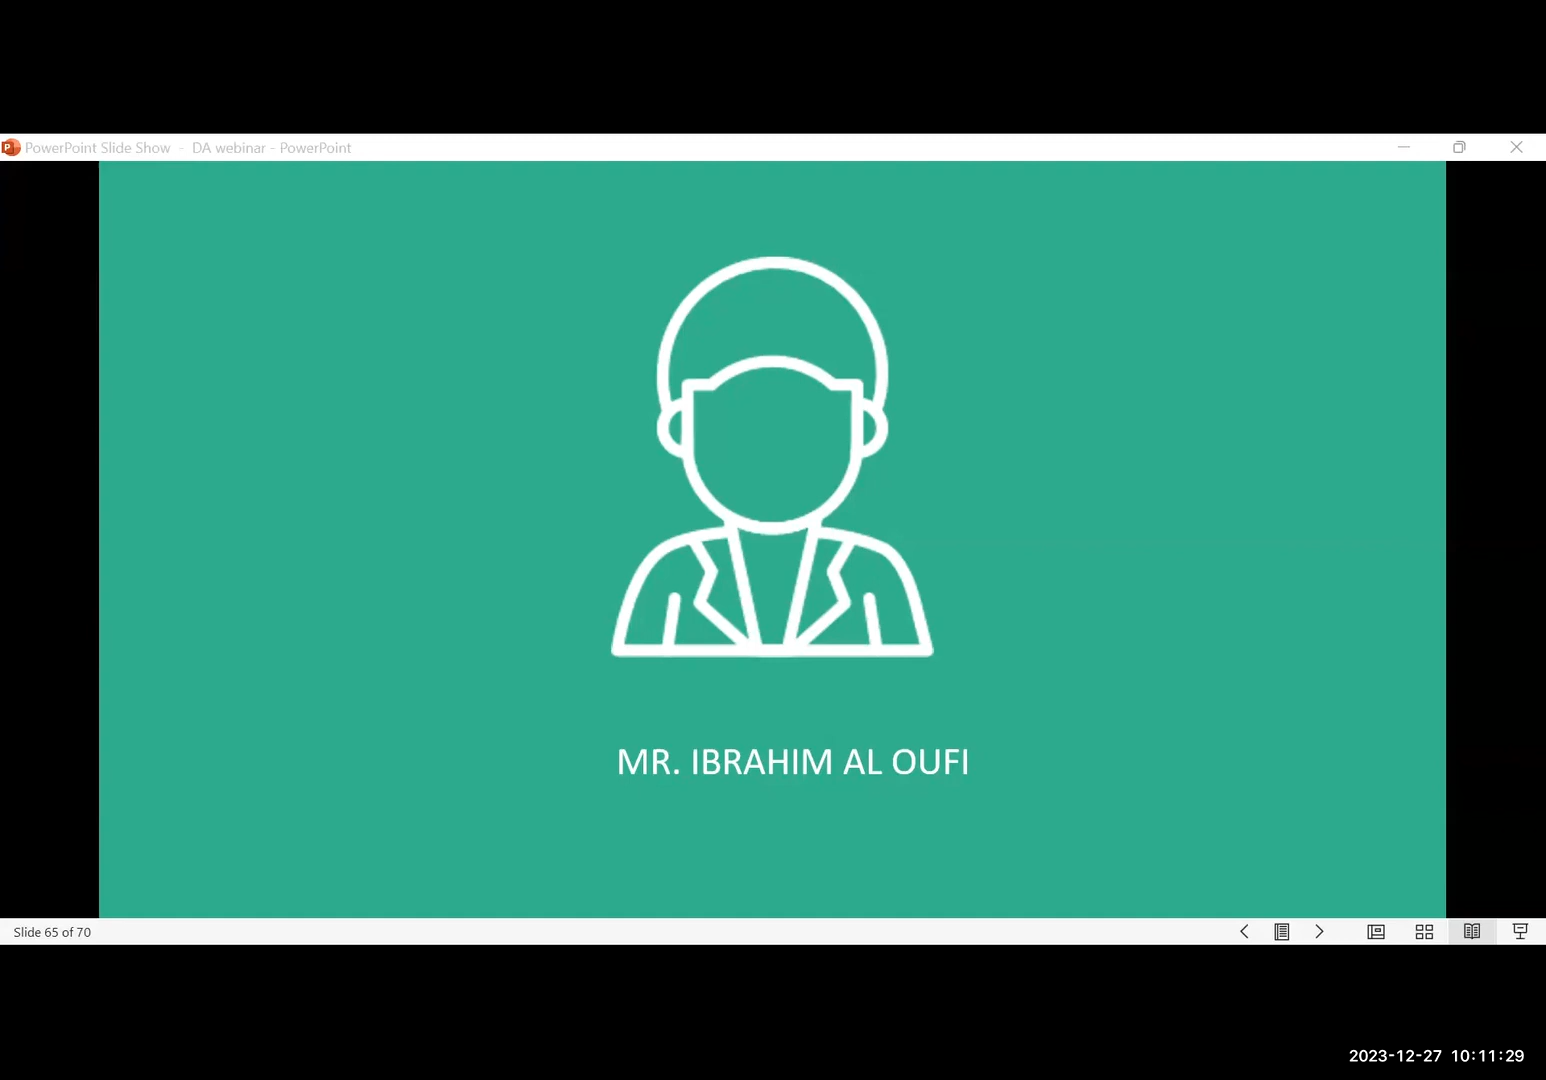 PowerPoint Slide Show - DA webinar - PowerPoint
MR. IBRAHIM AL OUFI
Slide 65 of 70
2023-12-27 10:11:29